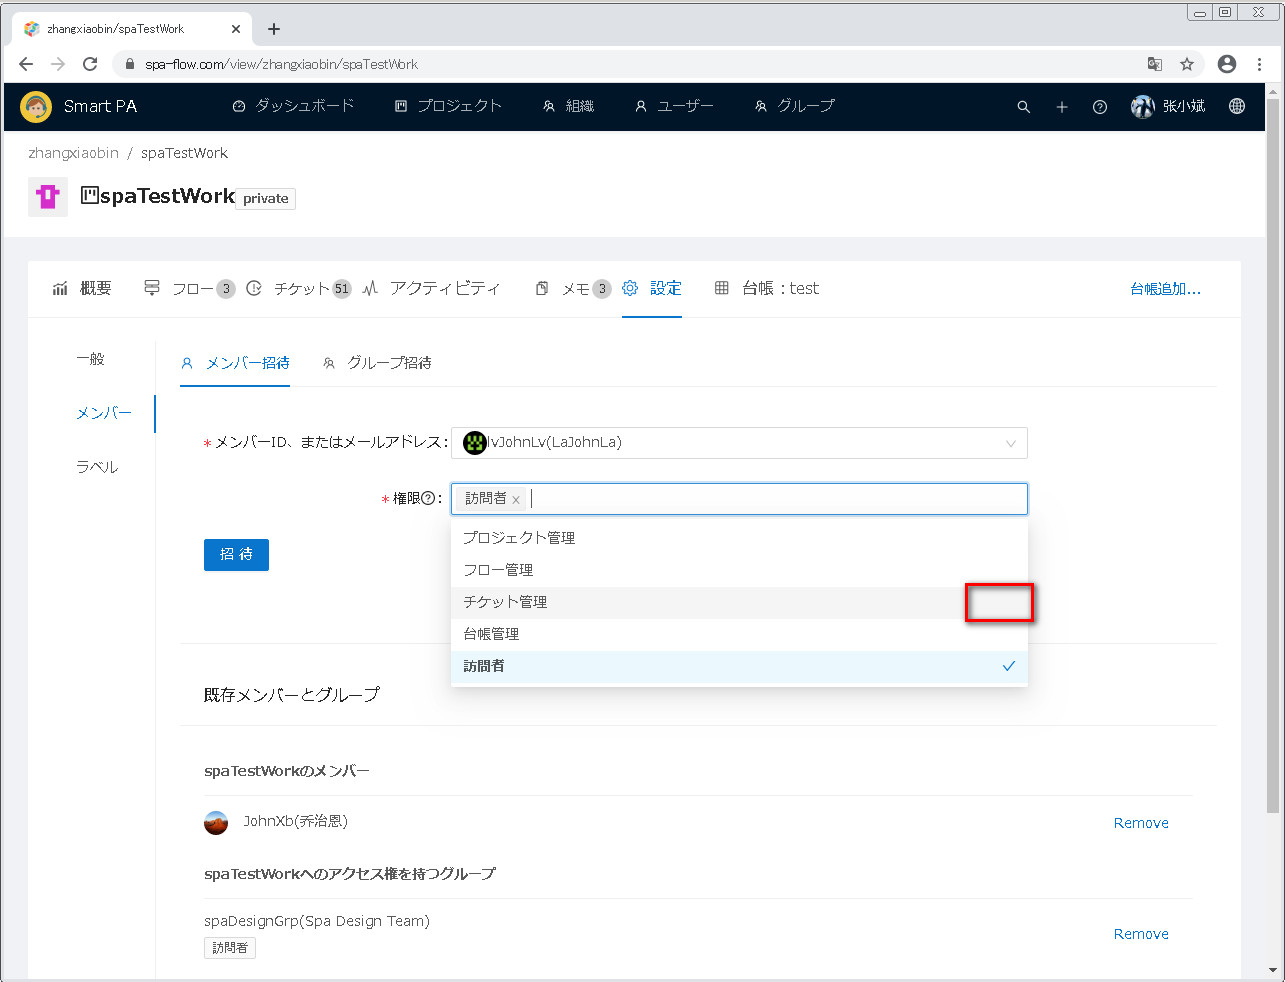 zhangxiaobin/spaTestWork
spa-flow.com/view/zhangxiaobin/spaTestWork
Smart PA ダッシュボード プロジェクト 組織 ユーザー グループ 张小斌
zhangxiaobin / spaTestWork
spaTestWork private
概要 フロー 3 チケット 51 アクティビティ メモ 3 設定 台帳：test 台帳追加...
一般
メンバー
ラベル
メンバー招待 グループ招待
* メンバーID、またはメールアドレス: lvJohnLv(LaJohnLa)
* 権限?: 訪問者 x
招 待
プロジェクト管理
フロー管理
チケット管理
台帳管理
訪問者
既存メンバーとグループ
spaTestWorkのメンバー
JohnXb(乔治恩) Remove
spaTestWorkへのアクセス権を持つグループ
spaDesignGrp(Spa Design Team) Remove
訪問者